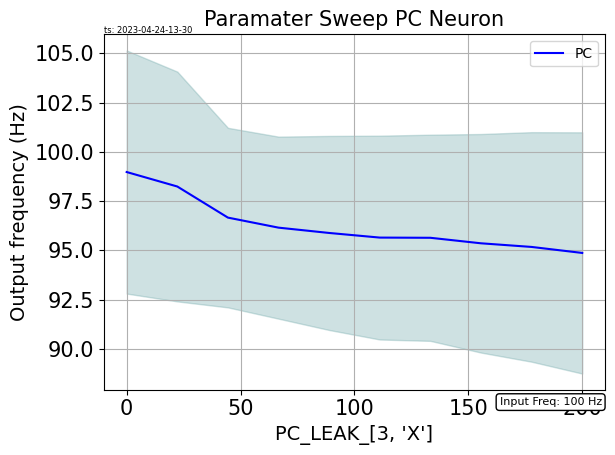 Paramater Sweep PC Neuron
ts: 2023-04-24-13-30
PC
105.0
102.5
100.0
97.5
95.0
92.5
90.0
Output frequency (Hz)
0 50 100 150 200
Input Freq: 100 Hz
PC_LEAK_[3, 'X']